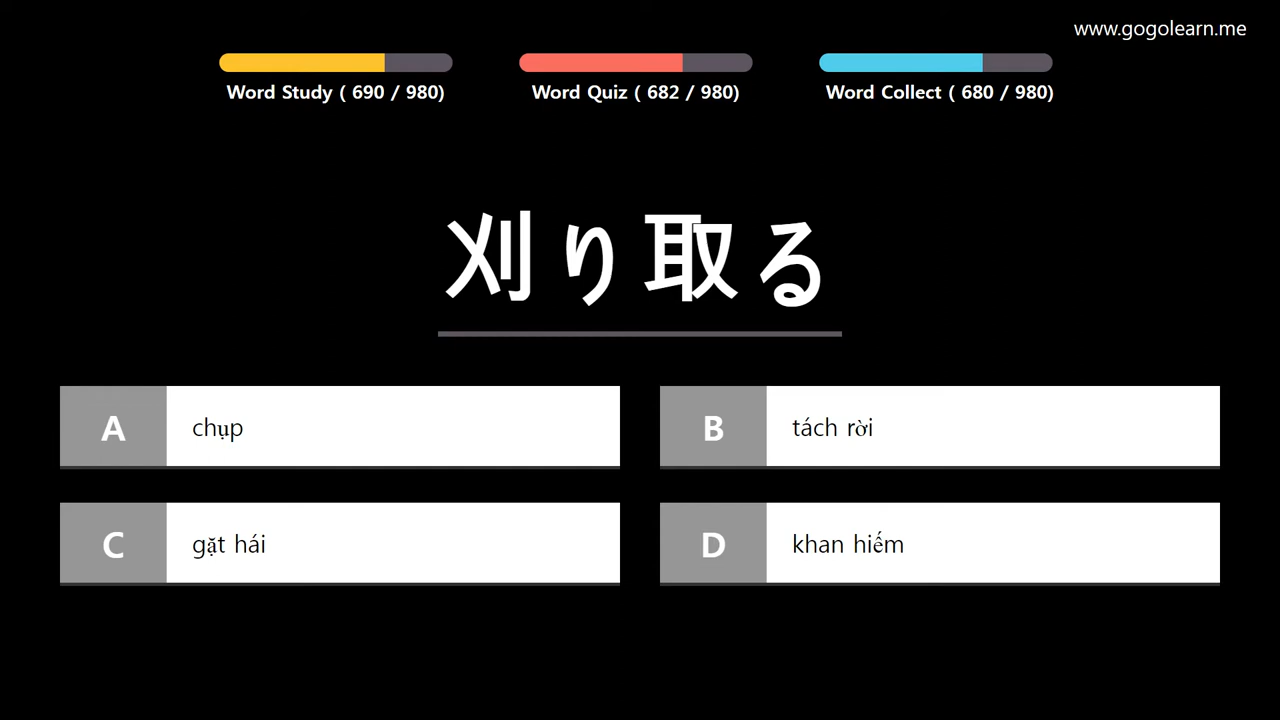 www.gogolearn.me
Word Study ( 690 / 980)
Word Quiz ( 682 / 980)
Word Collect ( 680 / 980)
刈り取る
A chụp
B tách rời
C gặt hái
D khan hiếm